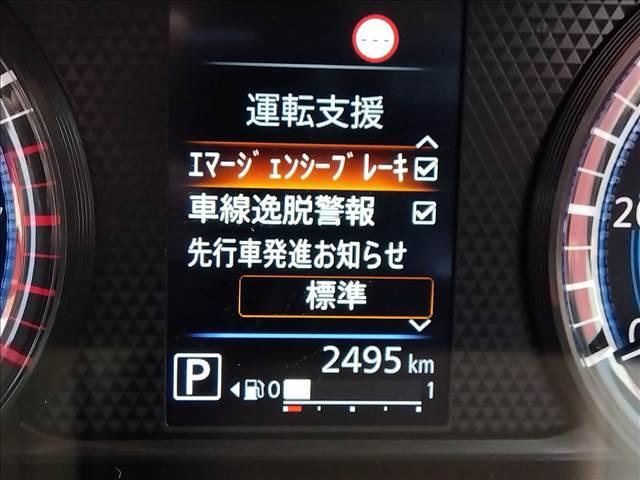 ---
運転支援
ｴﾏｰｼﾞｪﾝｼｰﾌﾞﾚｰｷ
車線逸脱警報
先行車発進お知らせ
標準
2495 km
P 0 1
20